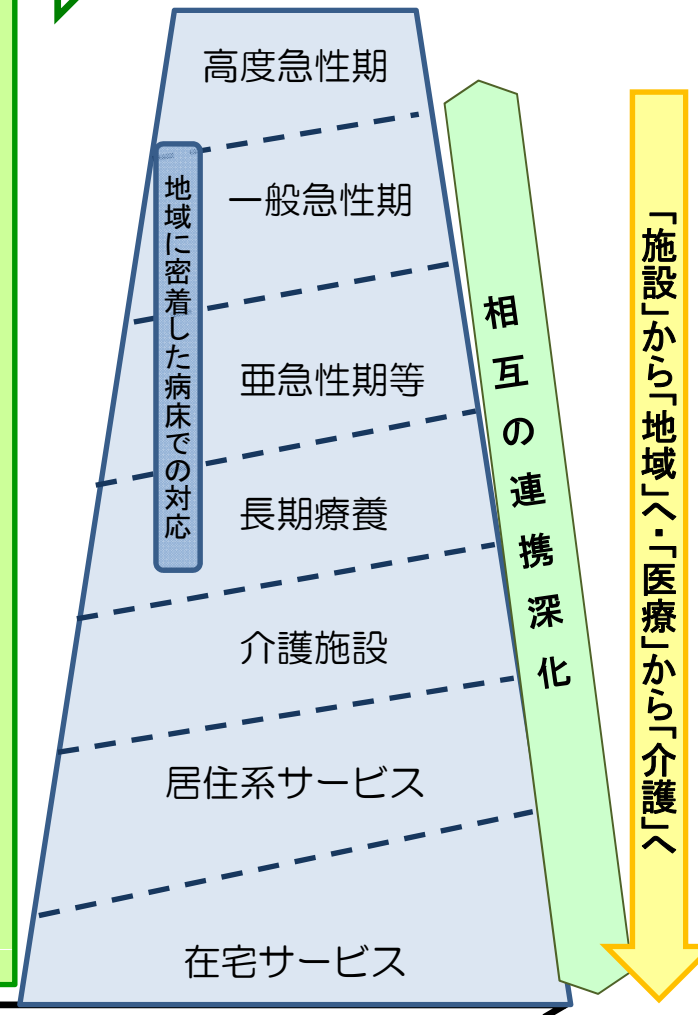 高度急性期
一般急性期
亜急性期等
長期療養
介護施設
居住系サービス
在宅サービス
地域に密着した病床での対応
相互の連携深化
「施設」から「地域」へ・「医療」から「介護」へ